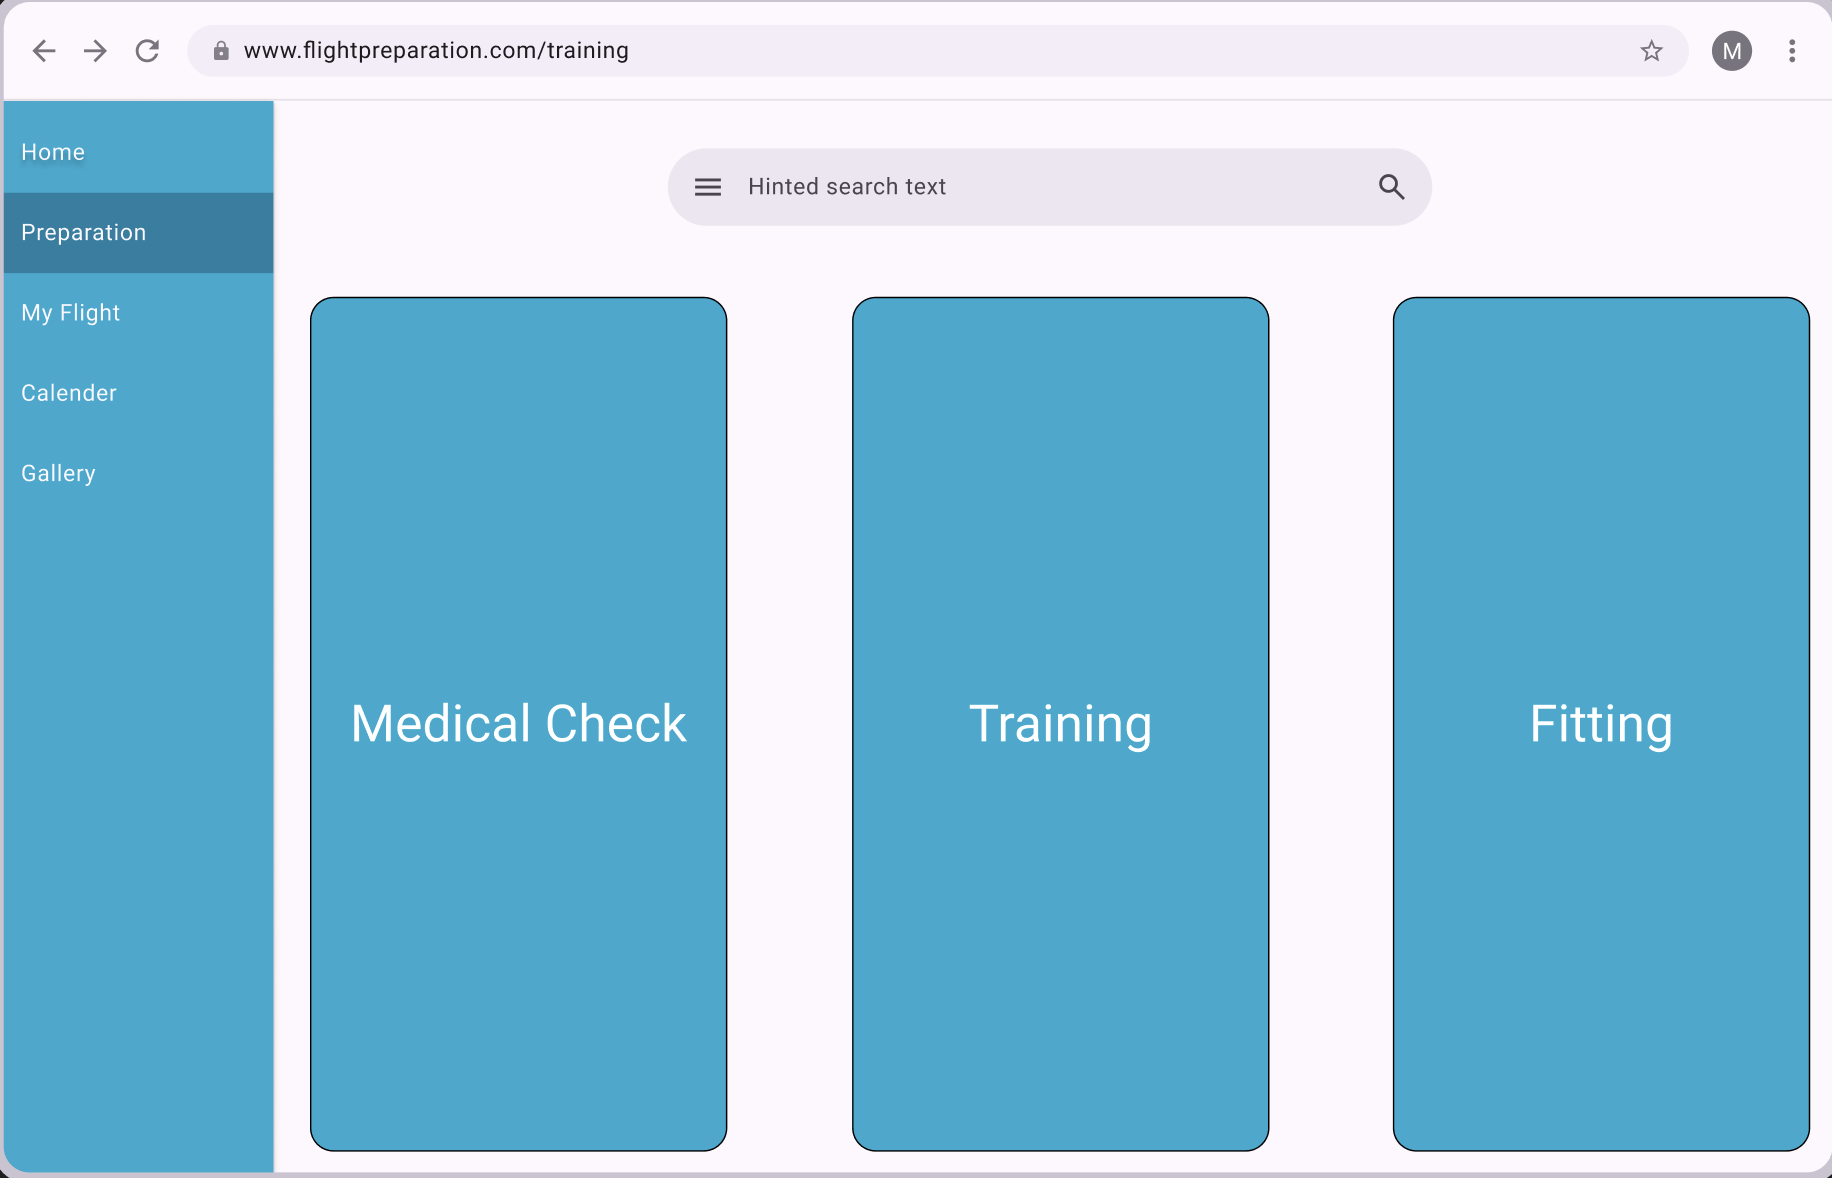 www.flightpreparation.com/training
M
Home
Preparation
My Flight
Calender
Gallery
Hinted search text
Medical Check
Training
Fitting